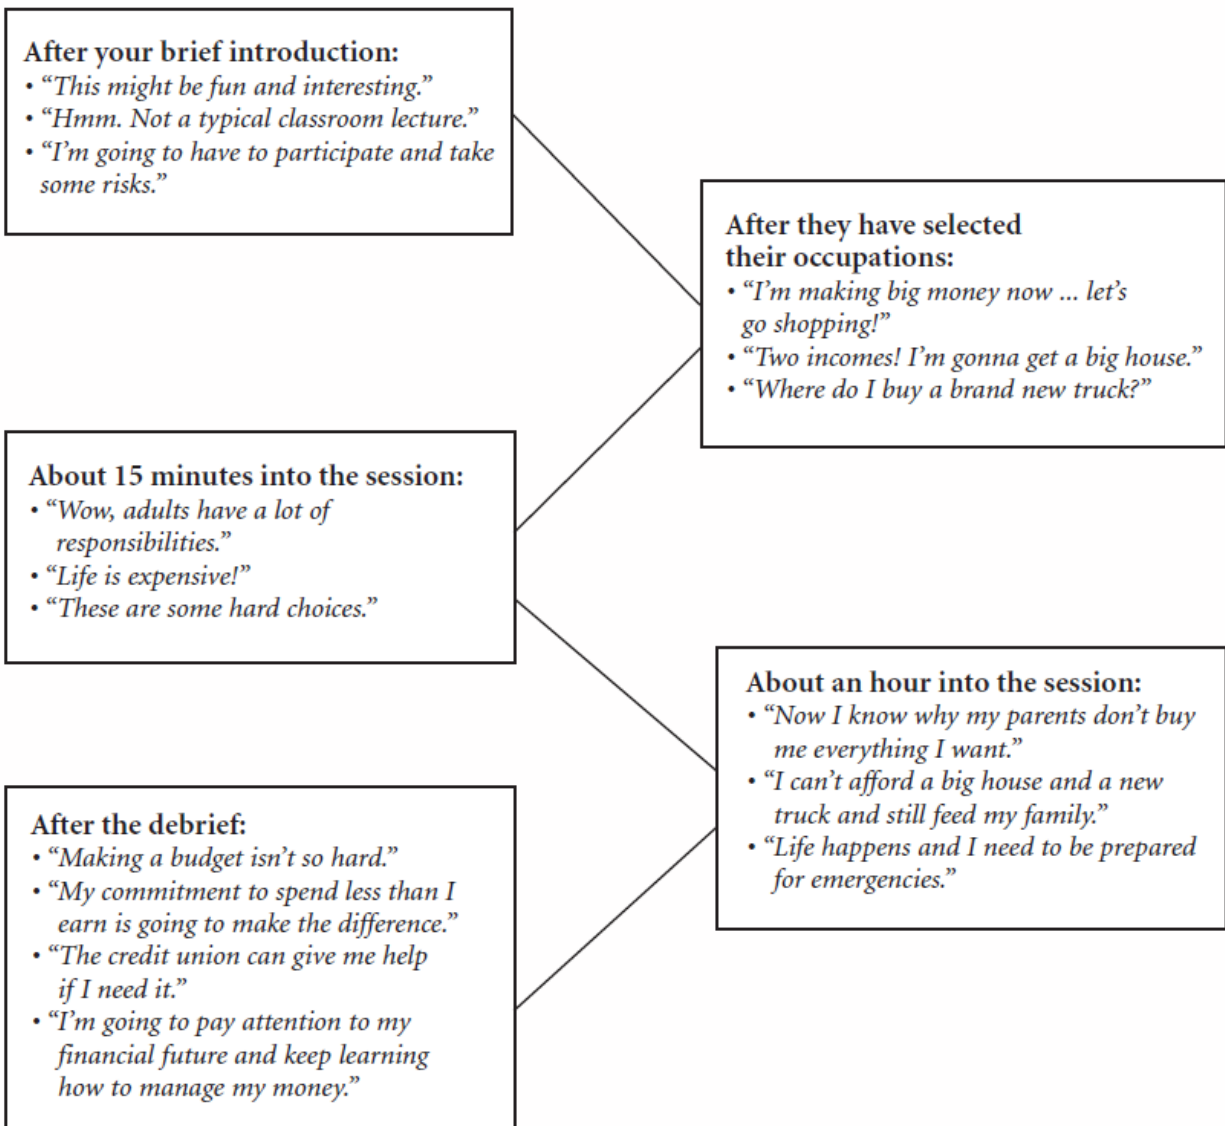 After your brief introduction:
• “This might be fun and interesting.”
• “Hmm. Not a typical classroom lecture.”
• “I’m going to have to participate and take
some risks.”
After they have selected
their occupations:
• “I’m making big money now ... let’s
go shopping!”
• “Two incomes! I’m gonna get a big house.”
• “Where do I buy a brand new truck?”
About 15 minutes into the session:
• “Wow, adults have a lot of
responsibilities.”
• “Life is expensive!”
• “These are some hard choices.”
About an hour into the session:
• “Now I know why my parents don’t buy
me everything I want.”
• “I can’t afford a big house and a new
truck and still feed my family.”
• “Life happens and I need to be prepared
for emergencies.”
After the debrief:
• “Making a budget isn’t so hard.”
• “My commitment to spend less than I
earn is going to make the difference.”
• “The credit union can give me help
if I need it.”
• “I’m going to pay attention to my
financial future and keep learning
how to manage my money.”